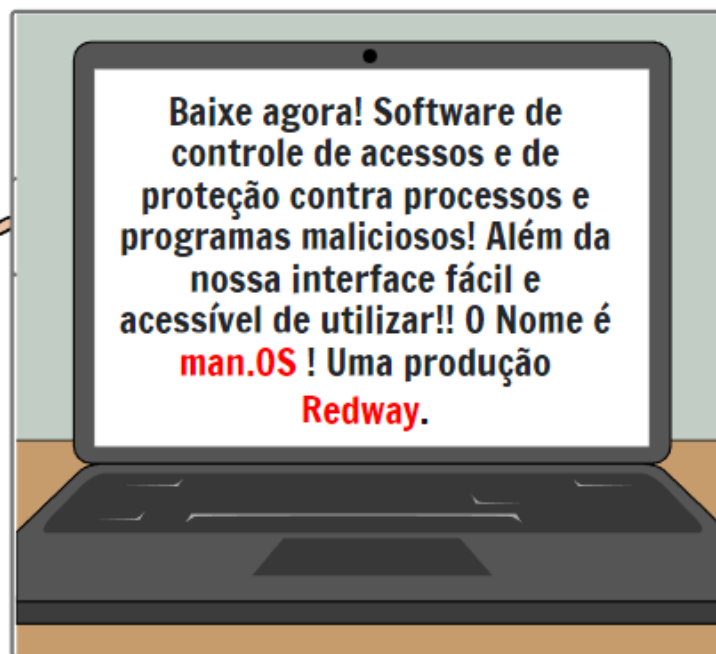 Baixe agora! Software de
controle de acessos e de
proteção contra processos e
programas maliciosos! Além da
nossa interface fácil e
acessível de utilizar!! O Nome é
man.OS ! Uma produção
Redway.